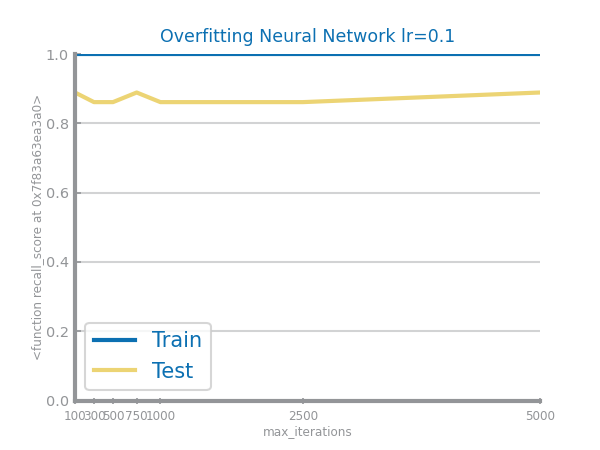 Overfitting Neural Network lr=0.1
<function recall_score at 0x7f83a63ea3a0>
1.0
0.8
0.6
0.4
0.2
0.0
Train
Test
100 300 500 750 1000 2500 5000
max_iterations